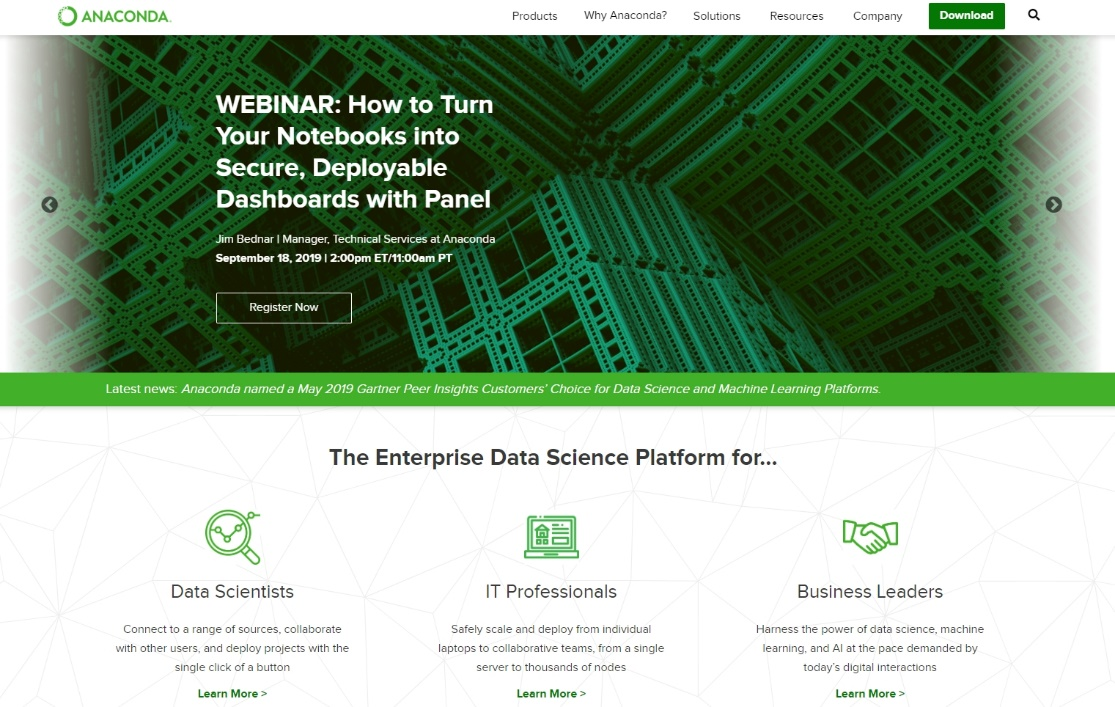 ANACONDA.
Products Why Anaconda? Solutions Resources Company Download
WEBINAR: How to Turn
Your Notebooks into
Secure, Deployable
Dashboards with Panel
Jim Bednar | Manager, Technical Services at Anaconda
September 18, 2019 | 2:00pm ET/11:00am PT
Register Now
Latest news: Anaconda named a May 2019 Gartner Peer Insights Customers' Choice for Data Science and Machine Learning Platforms.
The Enterprise Data Science Platform for...
Data Scientists
Connect to a range of sources, collaborate
with other users, and deploy projects with the
single click of a button
Learn More >
IT Professionals
Safely scale and deploy from individual
laptops to collaborative teams, from a single
server to thousands of nodes
Learn More >
Business Leaders
Harness the power of data science, machine
learning, and AI at the pace demanded by
today's digital interactions
Learn More >